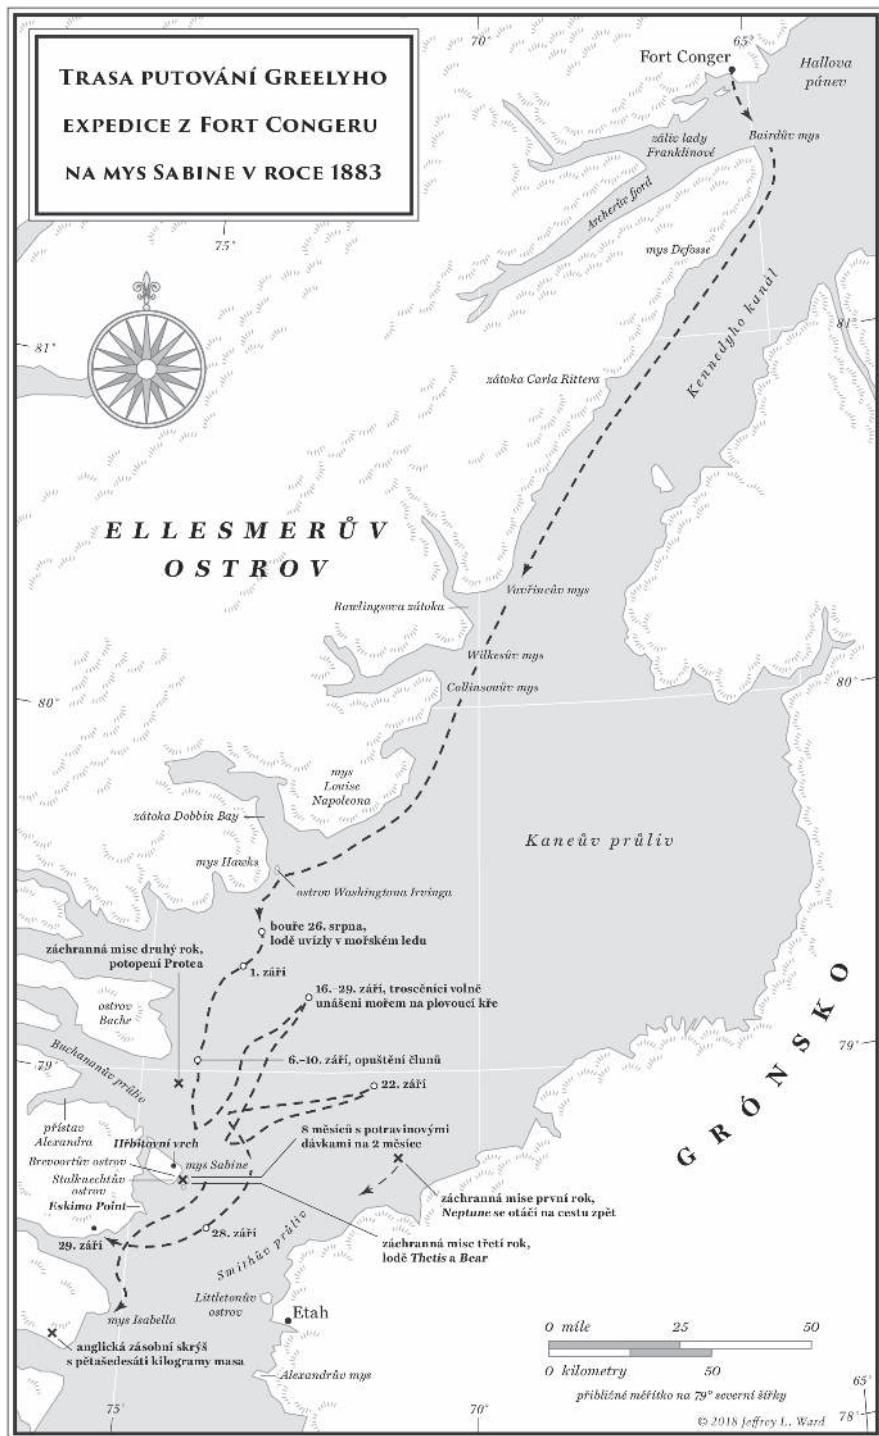 Trasa putování Greelyho
expedice z Fort Congeru
na mys Sabine v roce 1883
70°
65°
Fort Conger
Hallova
pánev
záliv lady
Franklinové
Bairdův mys
Archerův fjord
75°
mys Defosse
Kennedyho kanál
81°
81°
zátoka Carla Rittera
ELLESMERŮV
OSTROV
Vavřincův mys
Rawlingsova zátoka
Wilkesův mys
Collinsonův mys
80°
80°
mys
Louise
Napoleona
zátoka Dobbin Bay
Kaneův průliv
mys Hawks
ostrov Washingtona Irvinga
bouře 26. srpna,
lodě uvízly v mořském ledu
záchranná mise druhý rok,
potopení Protea
1. září
16.–29. září, trosečníci volně
unášeni mořem na plovoucí kře
ostrov
Bache
GRÓNSKO
Buchananův průliv
79°
79°
6.–10. září, opuštění člunů
22. září
přístav
Alexandra
8 měsíců s potravinovými
dávkami na 2 měsíce
Hřbitovní vrch
Brevoortův ostrov
mys Sabine
Stalknechtův
ostrov
Eskimo Point
záchranná mise první rok,
Neptune se otáčí na cestu zpět
28. září
29. září
Smithův průliv
záchranná mise třetí rok,
lodě Thetis a Bear
Littletonův
ostrov
Etah
mys Isabella
anglická zásobní skrýš
s pětašedesáti kilogramy masa
Alexandrův mys
0 míle 25 50
0 kilometry 50
přibližné měřítko na 79° severní šířky
65°
75°
70°
78°
© 2018 Jeffrey L. Ward